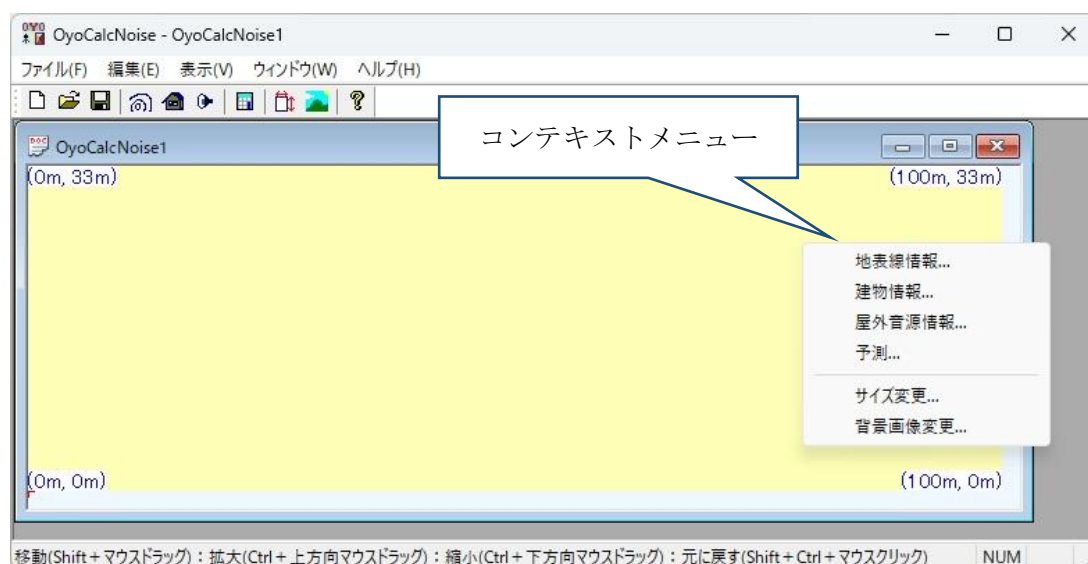 OyoCalcNoise - OyoCalcNoise1
ファイル(F) 編集(E) 表示(V) ウィンドウ(W) ヘルプ(H)
コンテキストメニュー
OyoCalcNoise1
(0m, 33m) (100m, 33m)
地表線情報...
建物情報...
屋外音源情報...
予測...
サイズ変更...
背景画像変更...
(0m, 0m) (100m, 0m)
移動(Shift+マウスドラッグ):拡大(Ctrl+上方向マウスドラッグ):縮小(Ctrl+下方向マウスドラッグ):元に戻す(Shift+Ctrl+マウスクリック) NUM